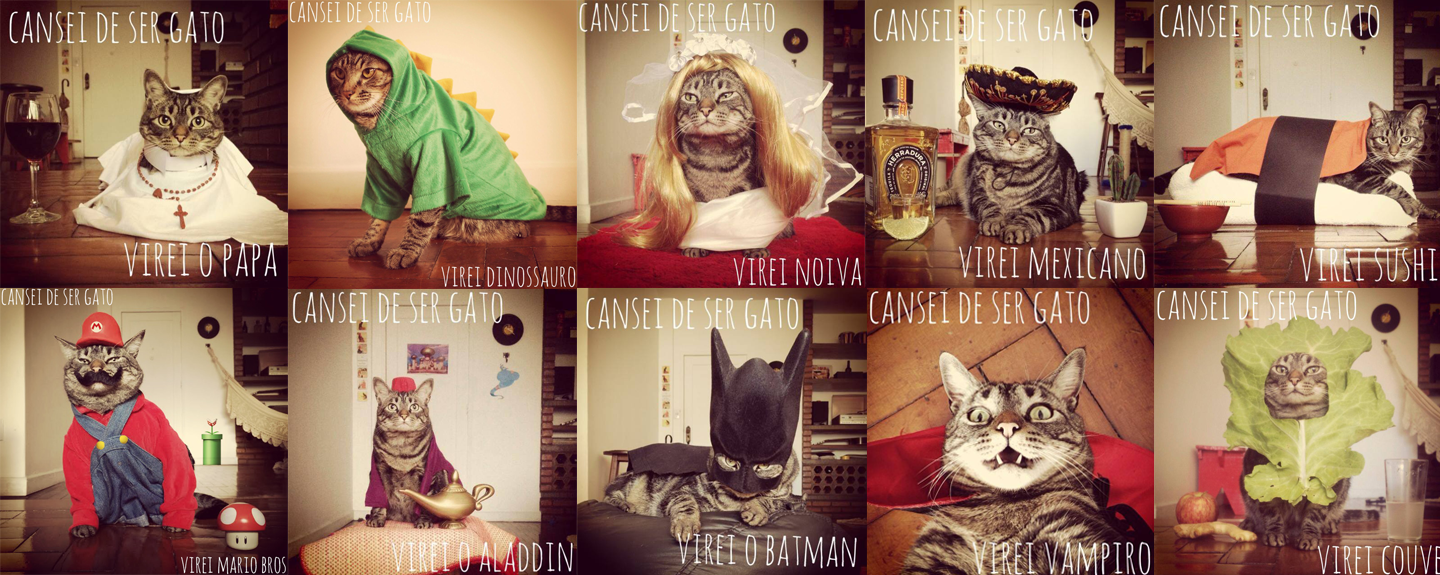 CANSEI DE SER GATO
VIREI O PAPA
CANSEI DE SER GATO
VIREI DINOSSAURO
CANSEI DE SER GATO
VIREI NOIVA
CANSEI DE SER GATO
HERRADURA
VIREI MEXICANO
CANSEI DE SER GATO
VIREI SUSHI
CANSEI DE SER GATO
M
VIREI MARIO BROS
CANSEI DE SER GATO
VIREI O ALADDIN
CANSEI DE SER GATO
VIREI O BATMAN
CANSEI DE SER GATO
VIREI VAMPIRO
CANSEI DE SER GATO
VIREI COUVE